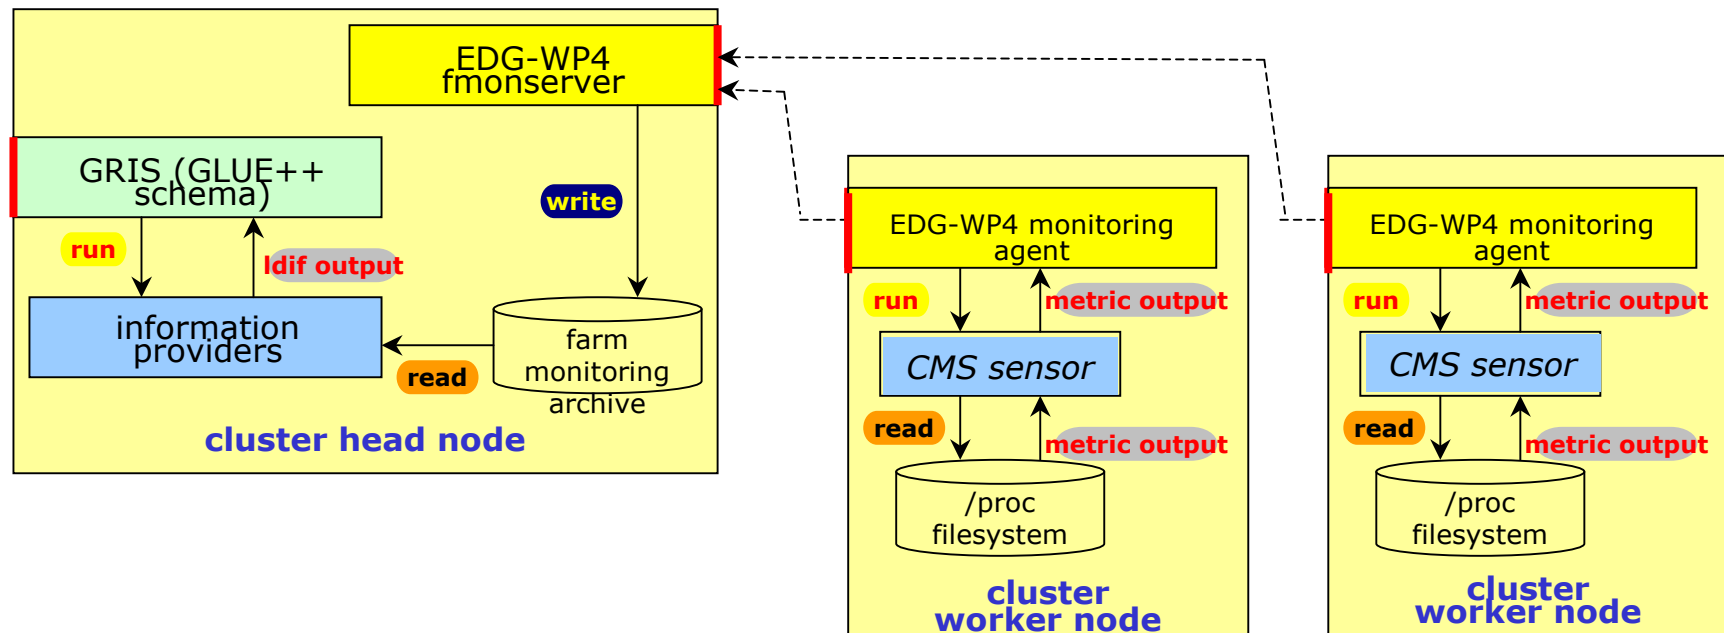 EDG-WP4
fmonserver
GRIS (GLUE++
schema)
write
run
ldif output
information
providers
read
farm
monitoring
archive
cluster head node
EDG-WP4 monitoring
agent
run
metric output
CMS sensor
read
metric output
/proc
filesystem
cluster
worker node
EDG-WP4 monitoring
agent
run
metric output
CMS sensor
read
metric output
/proc
filesystem
cluster
worker node